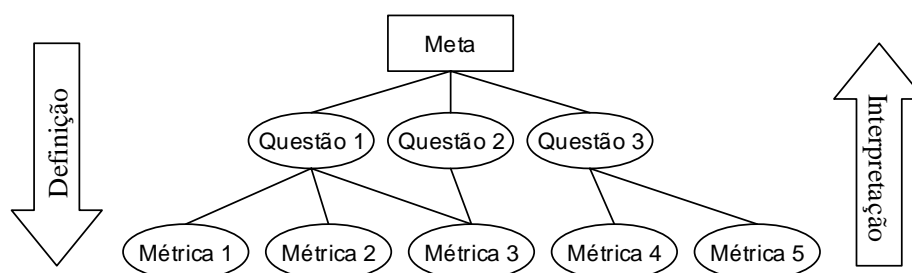 Meta
Definição
Interpretação
Questão 1
Questão 2
Questão 3
Métrica 1
Métrica 2
Métrica 3
Métrica 4
Métrica 5